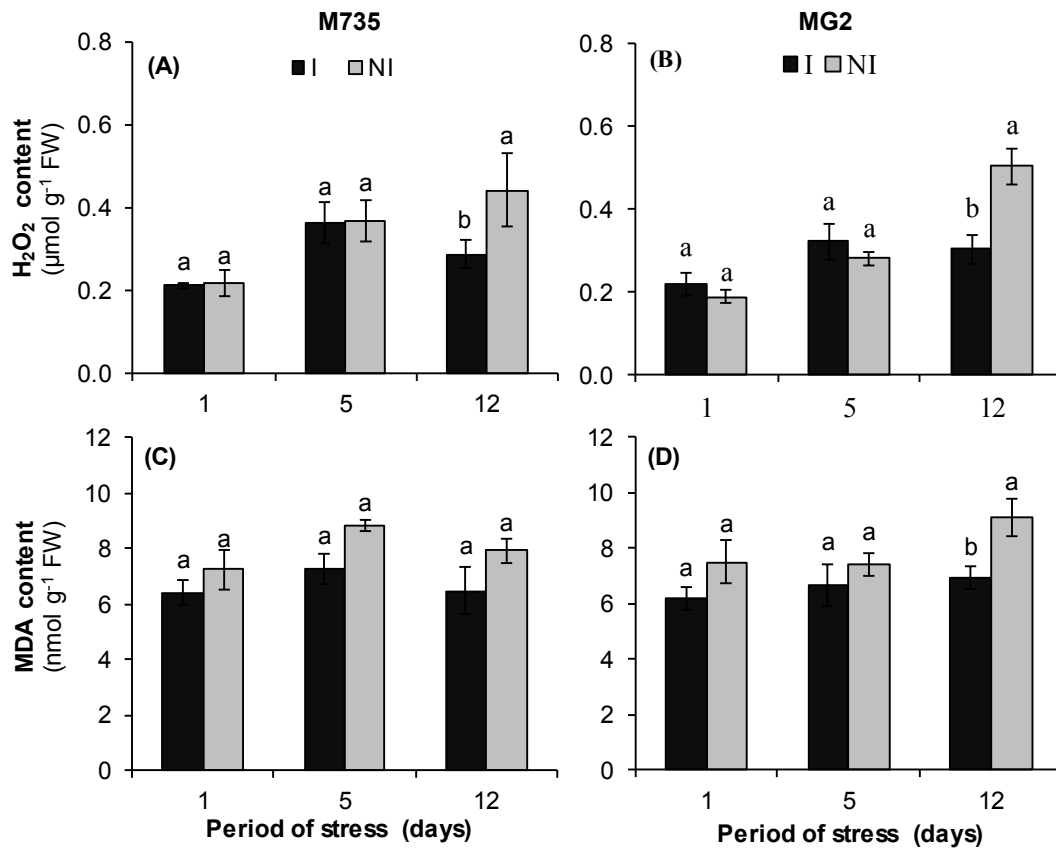 M735
MG2
0.8
(A)
I
NI
0.6
0.4
0.2
0.0
H₂O₂ content
(µmol g⁻¹ FW)
a
a
a
a
b
a
1
5
12
0.8
(B)
I
NI
0.6
0.4
0.2
0.0
a
a
a
a
b
a
1
5
12
12
(C)
10
8
6
4
2
0
MDA content
(nmol g⁻¹ FW)
a
a
a
a
a
a
1
5
12
Period of stress (days)
12
(D)
10
8
6
4
2
0
a
a
a
a
b
a
1
5
12
Period of stress (days)